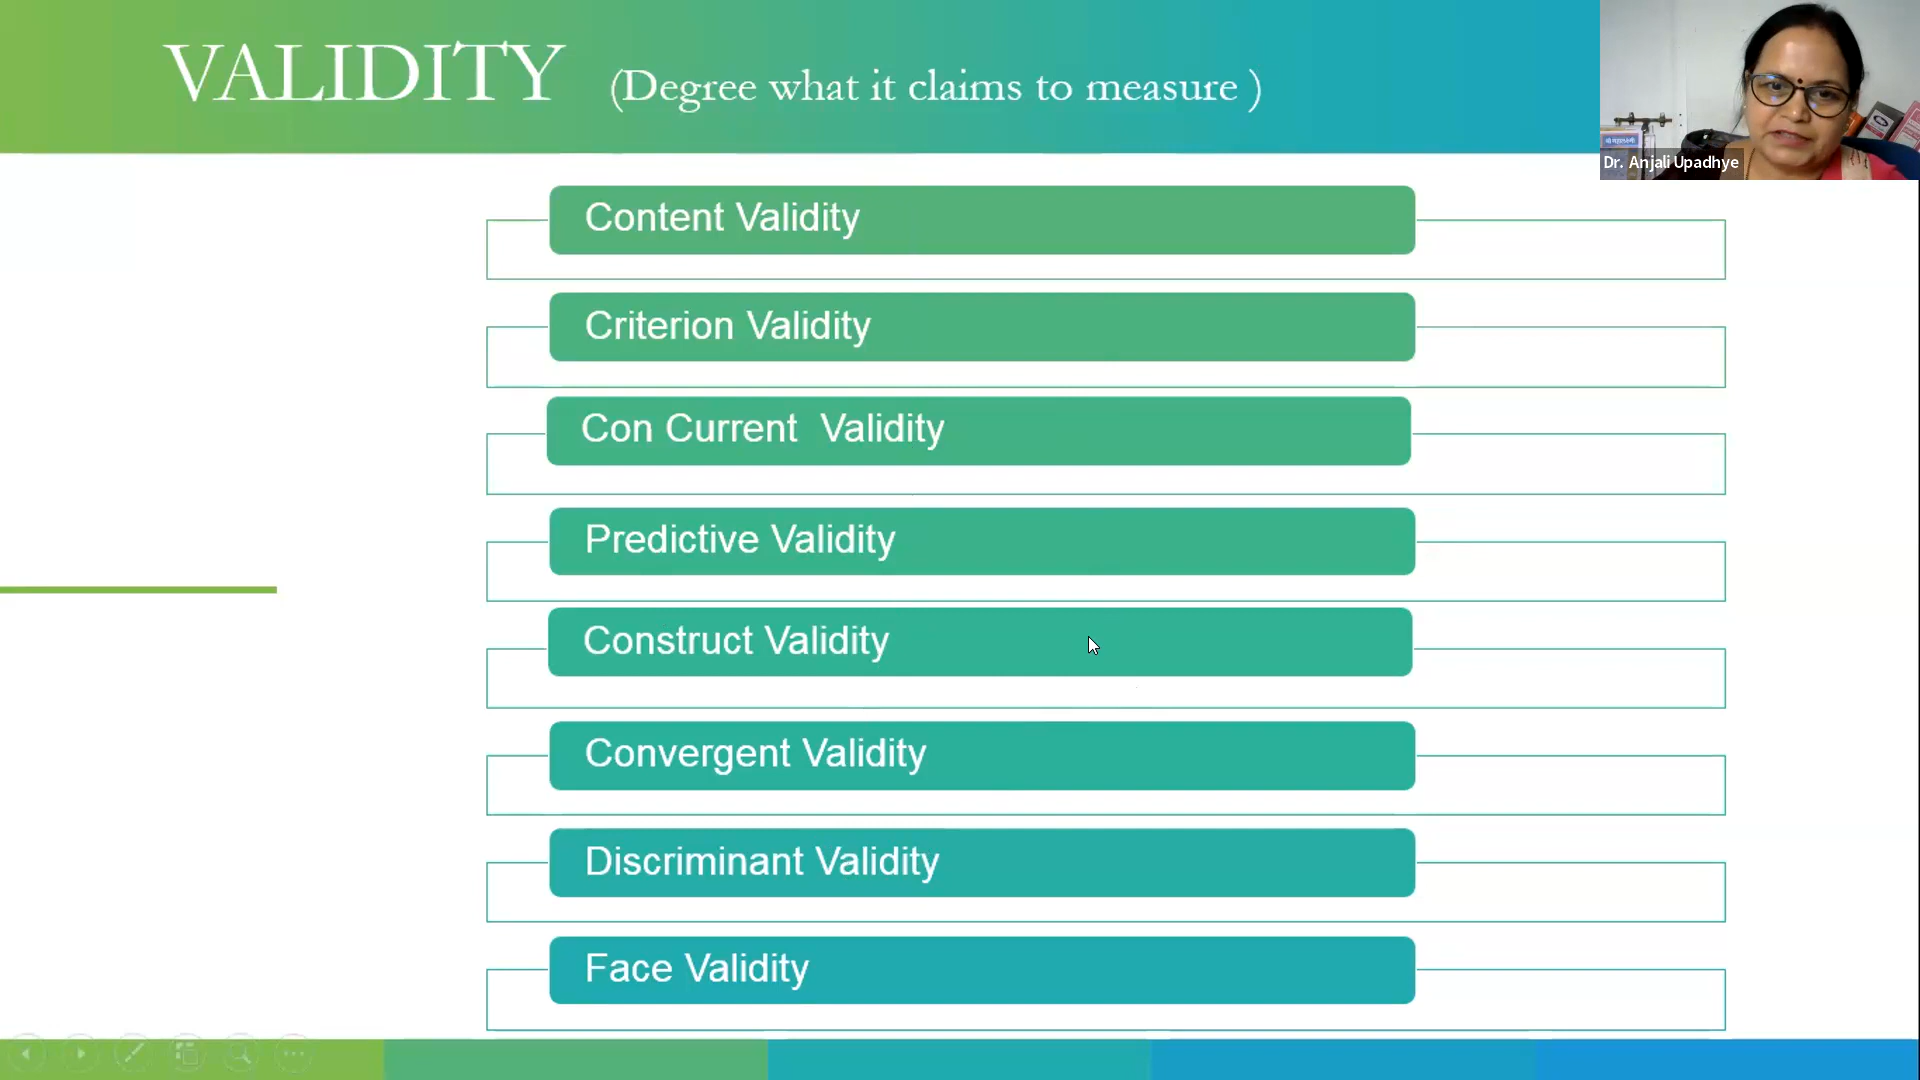 VALIDITY (Degree what it claims to measure )
Dr. Anjali Upadhye
Content Validity
Criterion Validity
Con Current  Validity
Predictive Validity
Construct Validity
Convergent Validity
Discriminant Validity
Face Validity